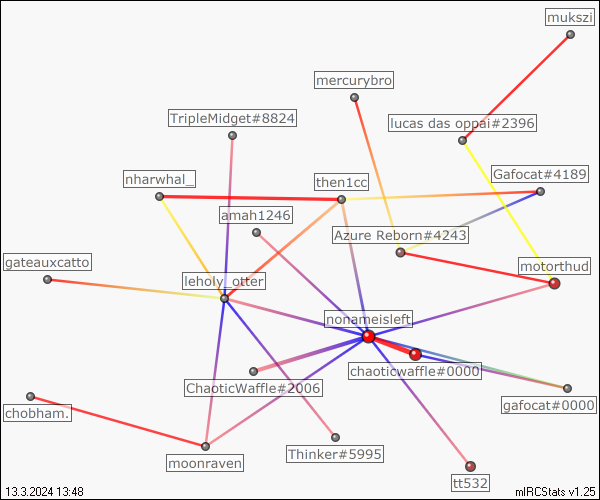 mukszi
mercurybro
TripleMidget#8824
lucas das oppai#2396
nharwhal_
then1cc
Gafocat#4189
amah1246
Azure Reborn#4243
gateauxcatto
motorthud
leholy_otter
nonameisleft
chaoticwaffle#0000
ChaoticWaffle#2006
gafocat#0000
chobham.
Thinker#5995
moonraven
tt532
13.3.2024 13:48
mIRCStats v1.25